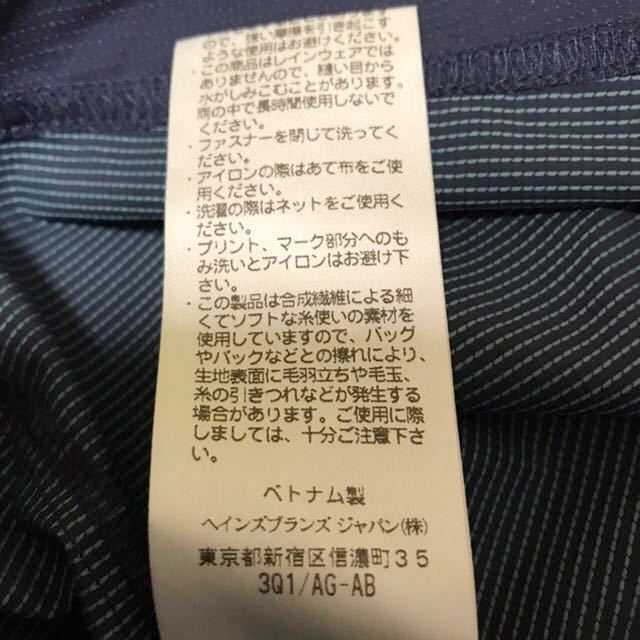 ので、強い摩擦を引き起こす
ような使用はお避けください。
・この商品はレインウェアでは
ありませんので、縫い目から
水がしみこむことがあります。
雨の中で長時間使用しないで
ください。
・ファスナーを閉じて洗ってく
ださい。
・アイロンの際はあて布をご使
用ください。
・洗濯の際はネットをご使用く
ださい。
・プリント、マーク部分へのも
み洗いとアイロンはお避け下
さい。
・この製品は合成繊維による細
くてソフトな糸使いの素材を
使用していますので、バッグ
やバックなどとの擦れにより、
生地表面に毛羽立ちや毛玉、
糸の引きつれなどが発生する
場合があります。ご使用に際
しましては、十分ご注意下さ
い。
ベトナム製
ヘインズブランズ ジャパン(株)
東京都新宿区信濃町35
3Q1/AG-AB